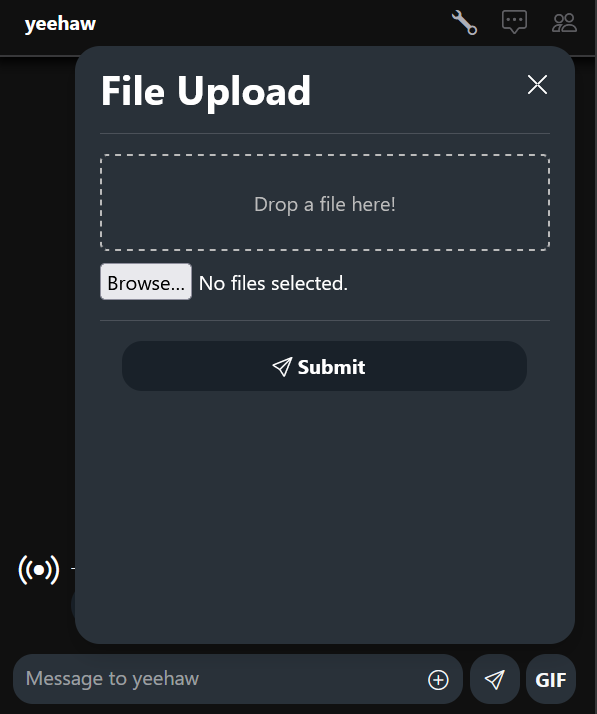 yeehaw
File Upload
Drop a file here!
Browse... No files selected.
Submit
Message to yeehaw
GIF